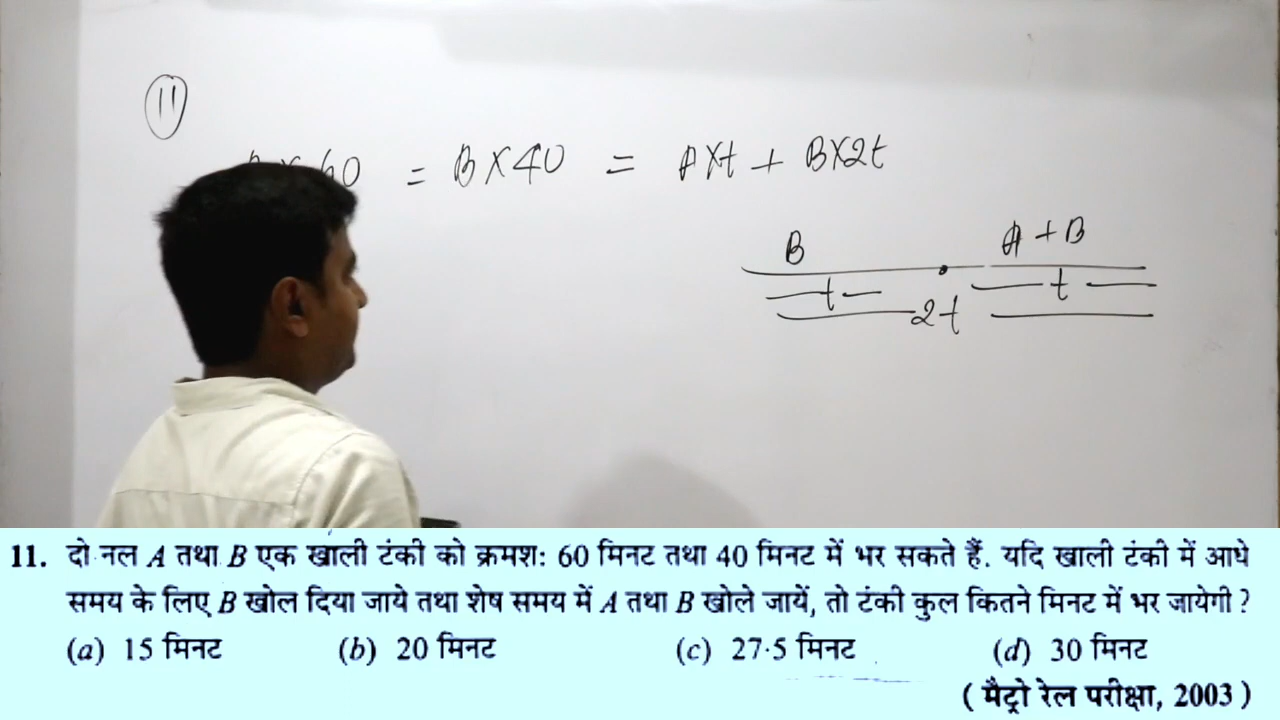 11
60 = B×40 = A×t + B×2t
B A+B
t t
2t
11. दो नल A तथा B एक खाली टंकी को क्रमश: 60 मिनट तथा 40 मिनट में भर सकते हैं. यदि खाली टंकी में आधे
समय के लिए B खोल दिया जाये तथा शेष समय में A तथा B खोले जायें, तो टंकी कुल कितने मिनट में भर जायेगी ?
(a) 15 मिनट (b) 20 मिनट (c) 27·5 मिनट (d) 30 मिनट
( मैट्रो रेल परीक्षा, 2003 )